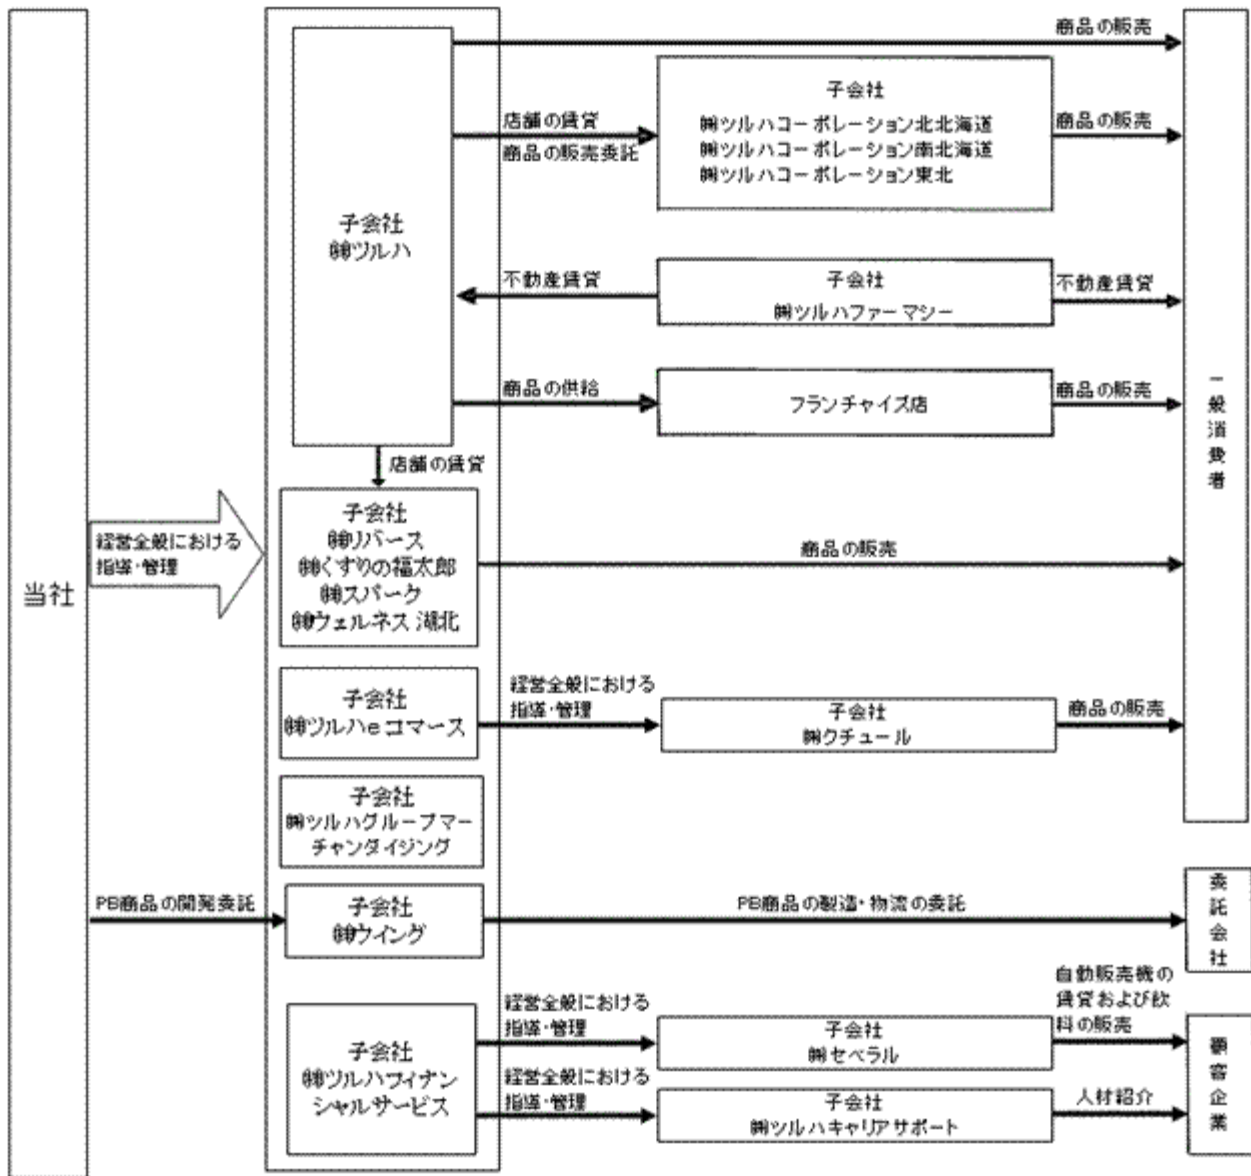 当社
経営全般における
指導・管理
PB商品の開発委託
子会社
㈱ツルハ
店舗の賃貸
子会社
㈱リバース
㈱くすりの福太郎
㈱スパーク
㈱ウェルネス湖北
子会社
㈱ツルハeコマース
子会社
㈱ツルハグループマー
チャンダイジング
子会社
㈱ウイング
子会社
㈱ツルハフィナン
シャルサービス
商品の販売
店舗の賃貸
商品の販売委託
子会社
㈱ツルハコーポレーション北北海道
㈱ツルハコーポレーション南北海道
㈱ツルハコーポレーション東北
商品の販売
不動産賃貸
子会社
㈱ツルハファーマシー
不動産賃貸
商品の供給
フランチャイズ店
商品の販売
商品の販売
経営全般における
指導・管理
子会社
㈱クチュール
商品の販売
PB商品の製造・物流の委託
経営全般における
指導・管理
子会社
㈱セベラル
自動販売機の
賃貸および飲
料の販売
経営全般における
指導・管理
子会社
㈱ツルハキャリアサポート
人材紹介
一般消費者
委託会社
顧客企業